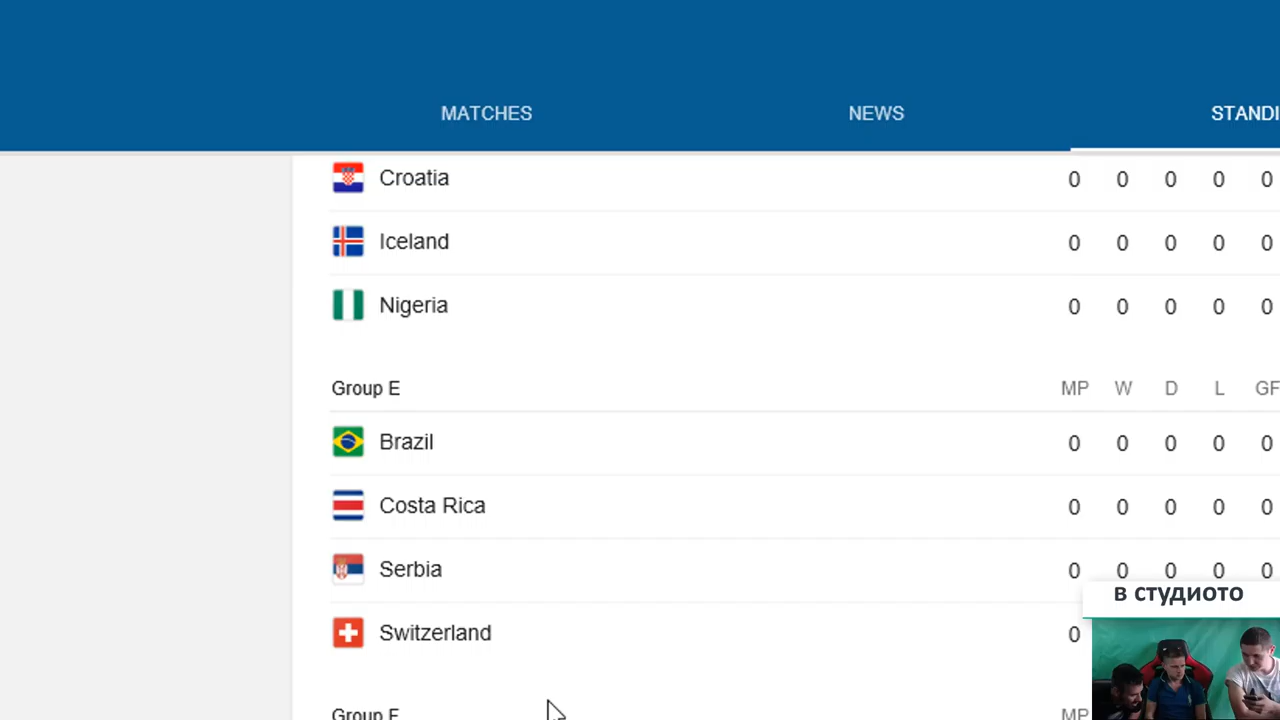 MATCHES NEWS STANDI
Croatia 0 0 0 0 0
Iceland 0 0 0 0 0
Nigeria 0 0 0 0 0
Group E MP W D L GF
Brazil 0 0 0 0 0
Costa Rica 0 0 0 0 0
Serbia 0 0 0 0 0
Switzerland 0
в студиото
Group F MP